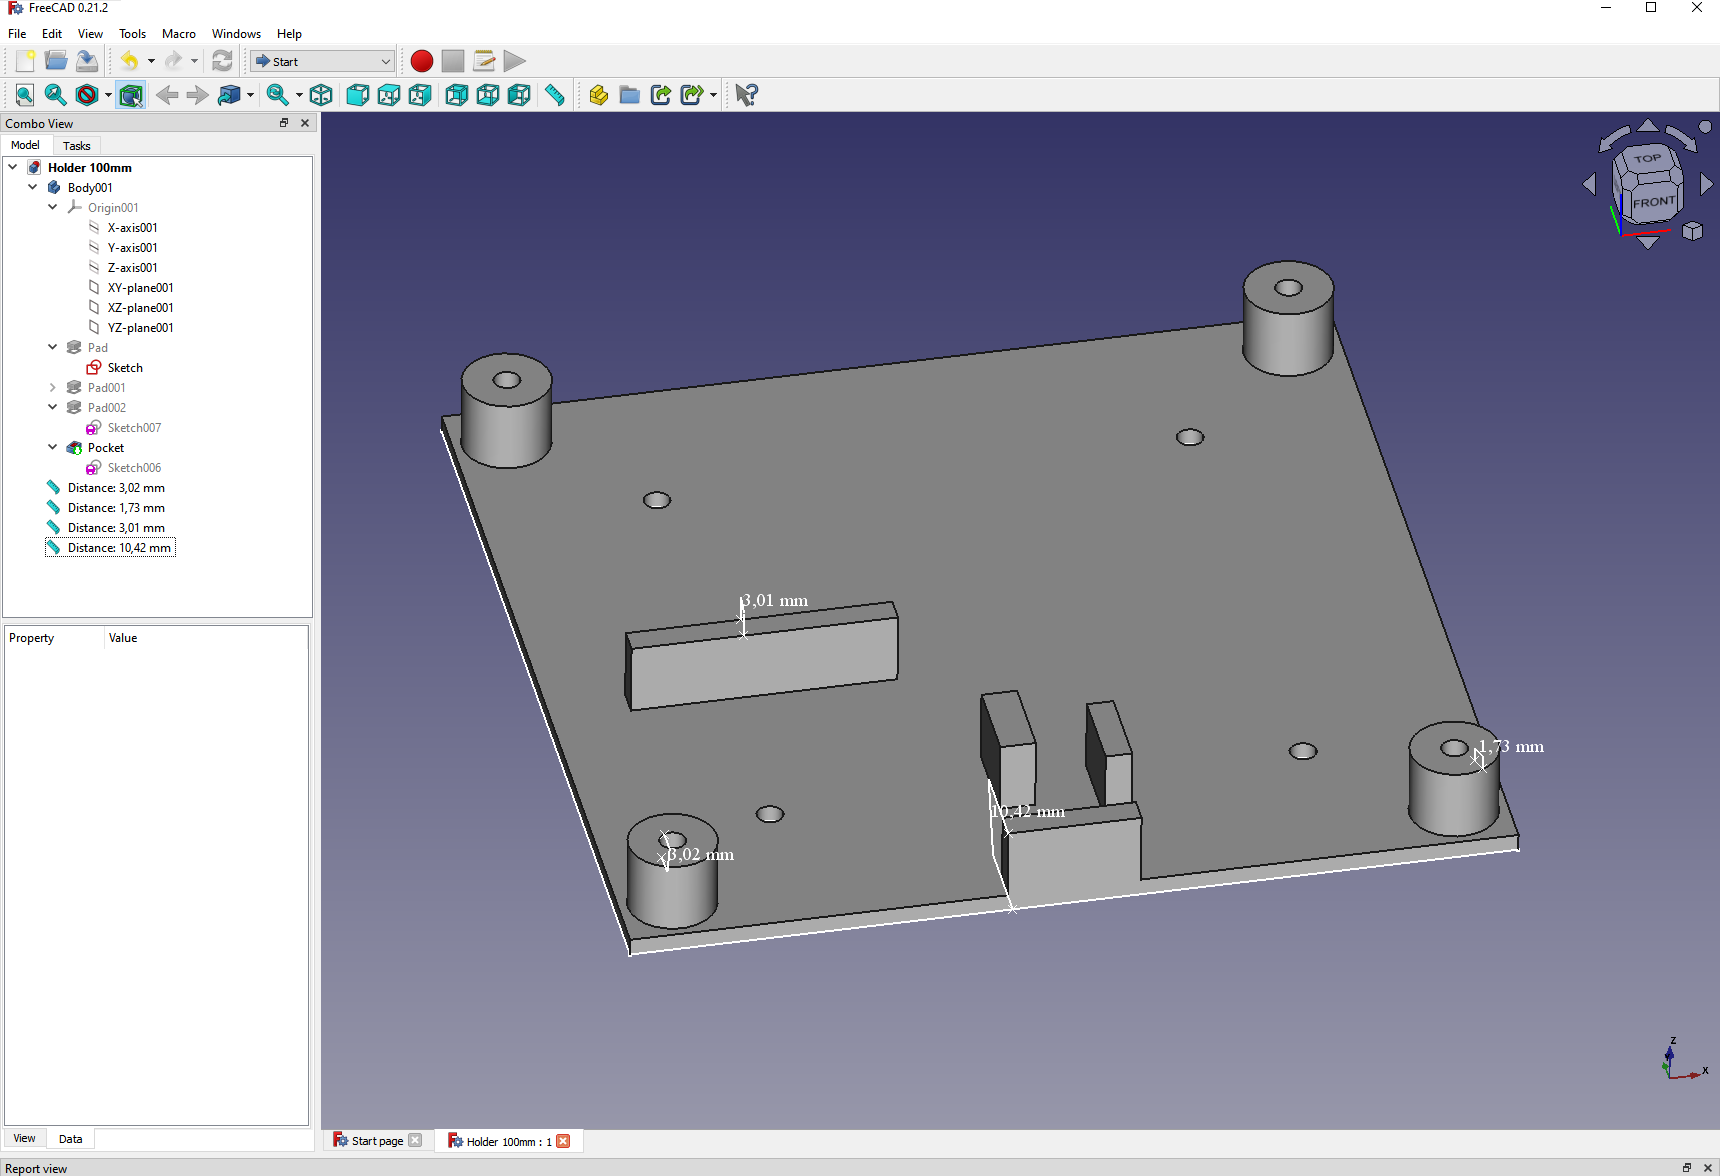 FreeCAD 0.21.2
File Edit View Tools Macro Windows Help
Start
Combo View
Model Tasks
Holder 100mm
Body001
Origin001
X-axis001
Y-axis001
Z-axis001
XY-plane001
XZ-plane001
YZ-plane001
Pad
Sketch
Pad001
Pad002
Sketch007
Pocket
Sketch006
Distance: 3,02 mm
Distance: 1,73 mm
Distance: 3,01 mm
Distance: 10,42 mm
Property Value
View Data
TOP
FRONT
3,01 mm
1,73 mm
10,42 mm
3,02 mm
Z
X
Start page
Holder 100mm : 1
Report view